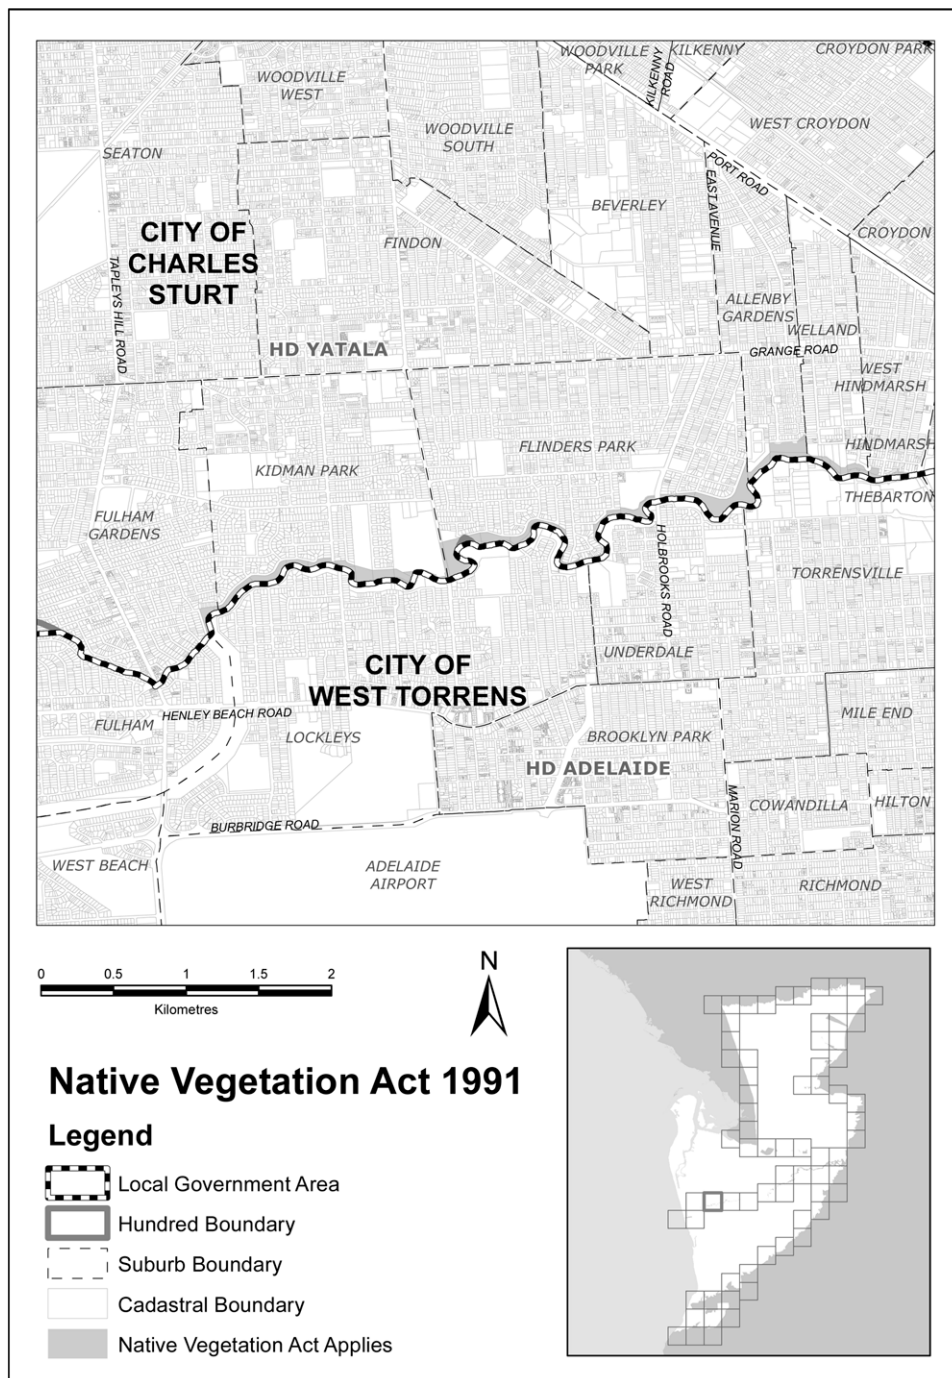 WOODVILLE
PARK
KILKENNY
CROYDON PARK
KILKENNY
ROAD
WOODVILLE
WEST
WOODVILLE
SOUTH
WEST CROYDON
SEATON
PORT ROAD
EAST AVENUE
BEVERLEY
CITY OF
CHARLES
STURT
FINDON
CROYDON
TAPLEYS HILL ROAD
ALLENBY
GARDENS
WELLAND
HD YATALA
GRANGE ROAD
WEST
HINDMARSH
FLINDERS PARK
HINDMARSH
KIDMAN PARK
THEBARTON
FULHAM
GARDENS
HOLBROOKS ROAD
TORRENSVILLE
UNDERDALE
CITY OF
WEST TORRENS
HENLEY BEACH ROAD
FULHAM
LOCKLEYS
BROOKLYN PARK
MILE END
HD ADELAIDE
MARION ROAD
COWANDILLA
HILTON
BURBRIDGE ROAD
WEST BEACH
ADELAIDE
AIRPORT
WEST
RICHMOND
RICHMOND
0 0.5 1 1.5 2
Kilometres
N
Native Vegetation Act 1991
Legend
Local Government Area
Hundred Boundary
Suburb Boundary
Cadastral Boundary
Native Vegetation Act Applies